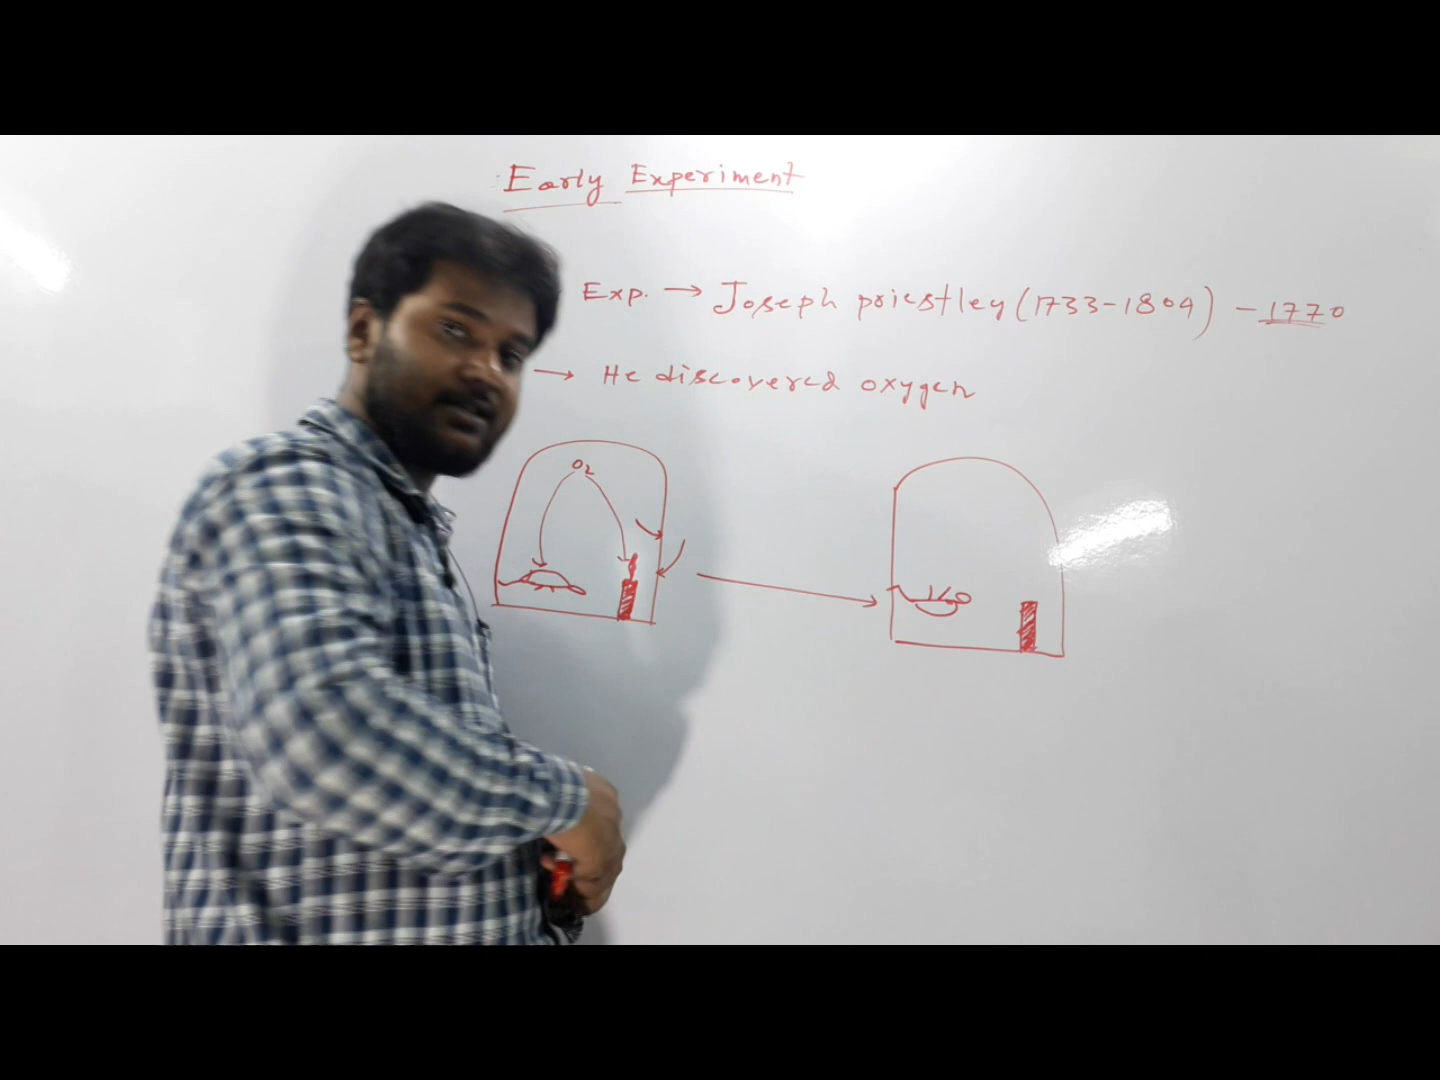 Early Experiment
Exp. → Joseph priestley (1733-1804) - 1770
→ He discovered oxygen
O2